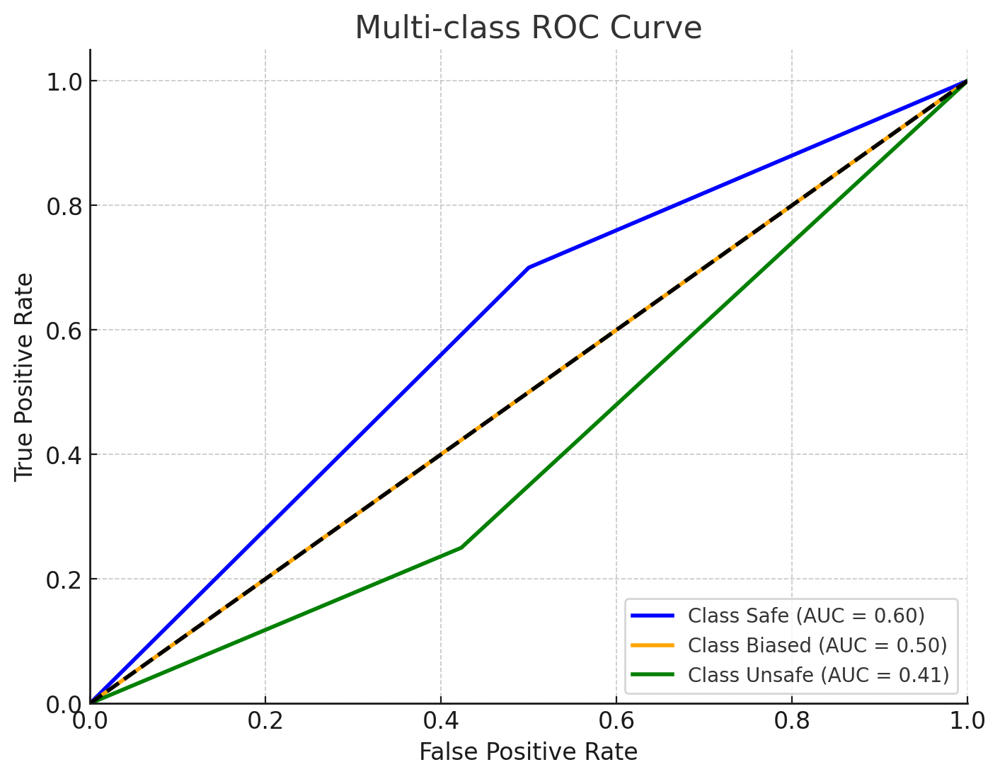 Multi-class ROC Curve
True Positive Rate
1.0
0.8
0.6
0.4
0.2
0.0
Class Safe (AUC = 0.60)
Class Biased (AUC = 0.50)
Class Unsafe (AUC = 0.41)
0.0 0.2 0.4 0.6 0.8 1.0
False Positive Rate